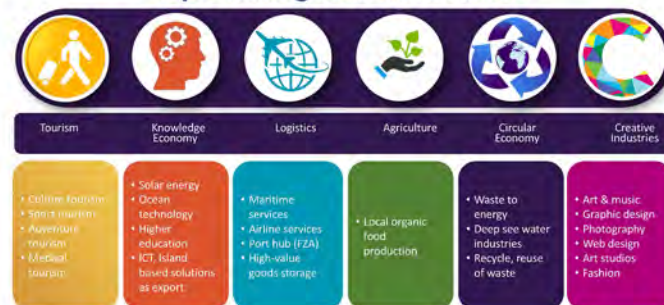 Tourism
Knowledge
Economy
Logistics
Agriculture
Circular
Economy
Creative
Industries
• Culture tourism
• Sports tourism
• Adventure
tourism
• Medical
tourism
• Solar energy
• Ocean
technology
• Higher
education
• ICT, Island
based solutions
as export
• Maritime
services
• Airline services
• Port hub (FZA)
• High-value
goods storage
• Local organic
food
production
• Waste to
energy
• Deep see water
industries
• Recycle, reuse
of waste
• Art & music
• Graphic design
• Photography
• Web design
• Art studios
• Fashion